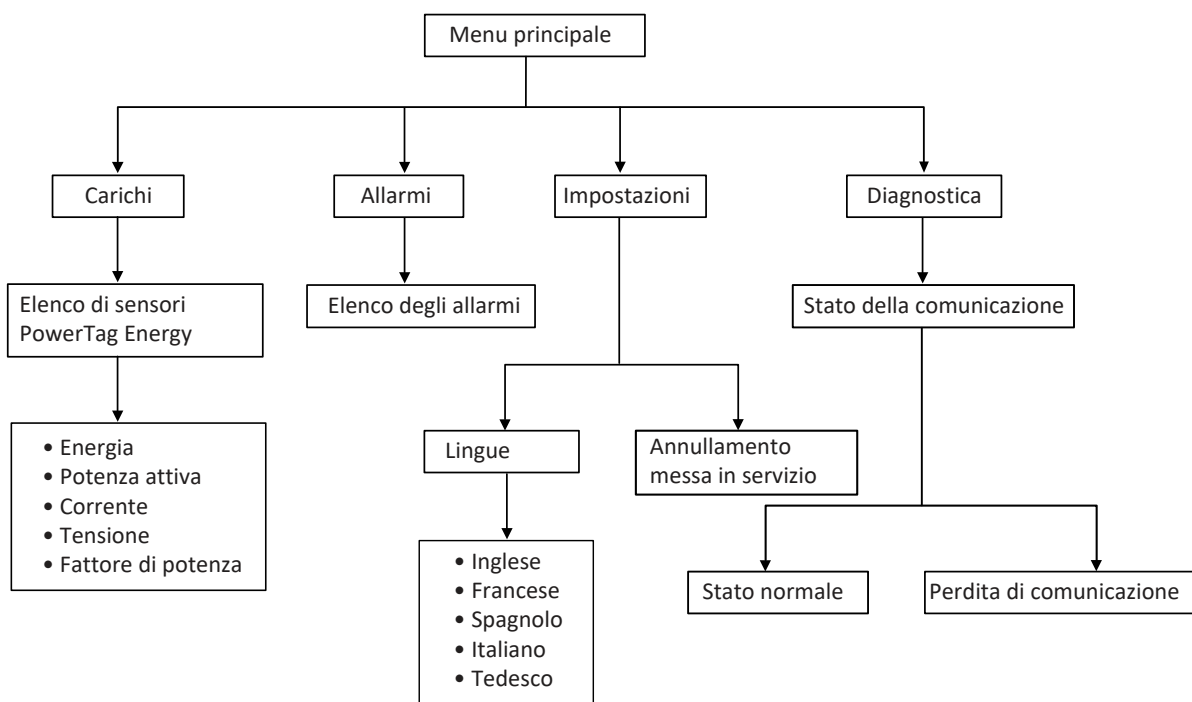 Menu principale
Carichi
Allarmi
Impostazioni
Diagnostica
Elenco di sensori
PowerTag Energy
Elenco degli allarmi
Stato della comunicazione
• Energia
• Potenza attiva
• Corrente
• Tensione
• Fattore di potenza
Lingue
Annullamento
messa in servizio
• Inglese
• Francese
• Spagnolo
• Italiano
• Tedesco
Stato normale
Perdita di comunicazione